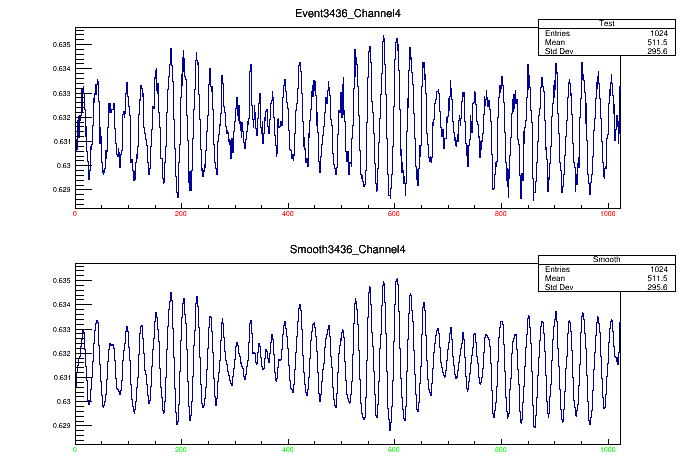 Event3436_Channel4
Test
Entries 1024
Mean 511.5
Std Dev 295.6
0.635
0.634
0.633
0.632
0.631
0.63
0.629
0 200 400 600 800 1000
Smooth3436_Channel4
Smooth
Entries 1024
Mean 511.5
Std Dev 295.6
0.635
0.634
0.633
0.632
0.631
0.63
0.629
0 200 400 600 800 1000